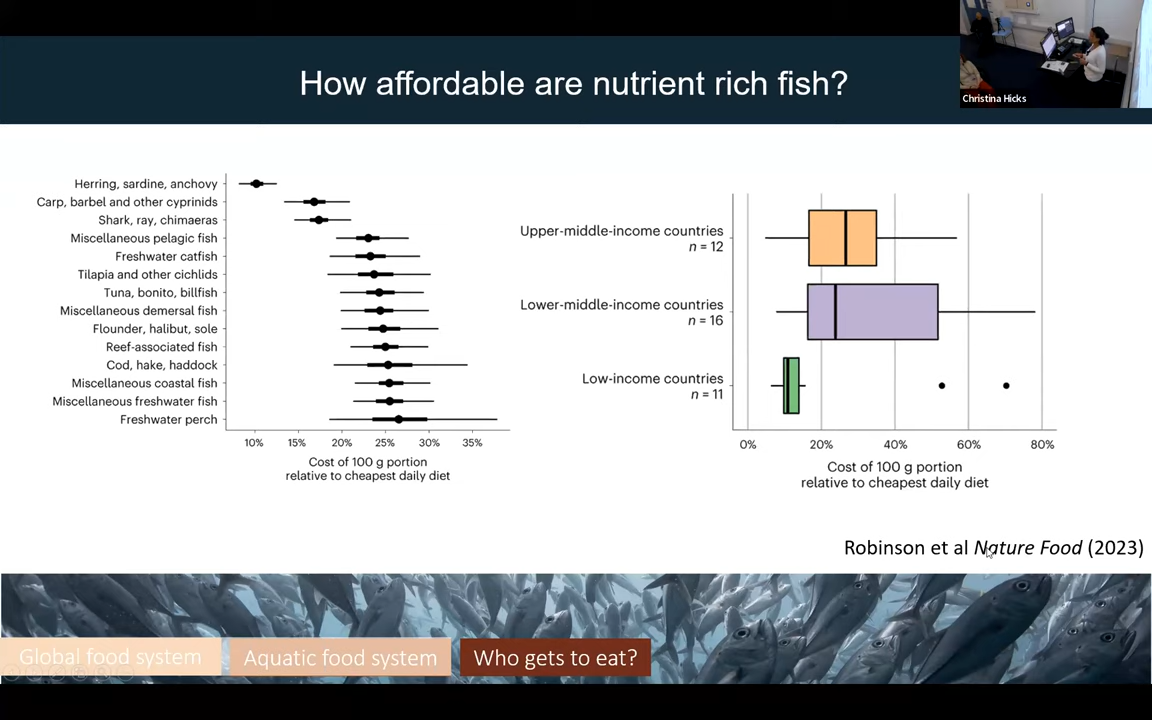 How affordable are nutrient rich fish?
Christina Hicks
Herring, sardine, anchovy
Carp, barbel and other cyprinids
Shark, ray, chimaeras
Miscellaneous pelagic fish
Freshwater catfish
Tilapia and other cichlids
Tuna, bonito, billfish
Miscellaneous demersal fish
Flounder, halibut, sole
Reef-associated fish
Cod, hake, haddock
Miscellaneous coastal fish
Miscellaneous freshwater fish
Freshwater perch
10% 15% 20% 25% 30% 35%
Cost of 100 g portion
relative to cheapest daily diet
Upper-middle-income countries
n = 12
Lower-middle-income countries
n = 16
Low-income countries
n = 11
0% 20% 40% 60% 80%
Cost of 100 g portion
relative to cheapest daily diet
Robinson et al Nature Food (2023)
Global food system
Aquatic food system
Who gets to eat?